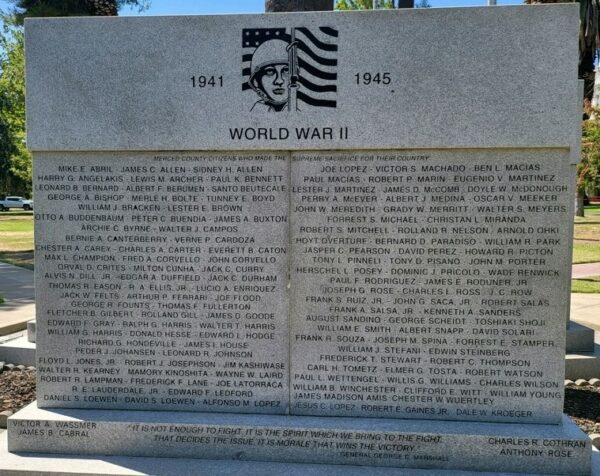 1941 1945
WORLD WAR II
MERCED COUNTY CITIZENS WHO MADE THE SUPREME SACRIFICE FOR THEIR COUNTRY
MIKE E. ABRIL - JAMES C. ALLEN - SIDNEY H. ALLEN
HARRY G. ANGELAKIS - LEWIS M. ARCHER - PAUL K. BENNETT
LEONARD B. BERNARD - ALBERT F. BERUMEN - SANTO BEUTECALE
GEORGE A. BISHOP - MERLE H. BOLTE - TUNNEY E. BOYD
WILLIAM J. BRACKEN - LESTER E. BROWN
OTTO A. BUDDENBAUM - PETER C. BUENDIA - JAMES A. BUXTON
ARCHIE C. BYRNE - WALTER J. CAMPOS
BERNIE A. CANTERBERRY - VERNE P. CARDOZA
CHESTER A. CAREY - CHARLES A. CARTER - EVERETT B. CATON
MAX L. CHAMPION - FRED A. CORVELLO - JOHN CORVELLO
ORVAL D. CRITES - MILTON CUNHA - JACK C. CURRY
ALVIS N. DILL, JR. - EDGAR A. DUFFIELD - JACK C. DURHAM
THOMAS R. EASON - R. A. ELLIS, JR. - LUCIO A. ENRIQUEZ
JACK W. FELTS - ARTHUR P. FERRARI - JOE FLOOD
GEORGE R. FOUNTS - THOMAS F. FULLERTON
FLETCHER B. GILBERT - ROLLAND GILL - JAMES D. GOODE
EDWARD F. GRAY - RALPH G. HARRIS - WALTER T. HARRIS
WILLIAM G. HARRIS - DONALD HESSE - EDWARD L. HODGE
RICHARD G. HONDEVILLE - JAMES L. HOUSE
PEDER J. JOHANSEN - LEONARD R. JOHNSON
FLOYD L. JONES, JR. - ROBERT J. JOSEPHSON - JIM KASHIWASE
WALTER R. KEARNEY - MAMORY KINOSHITA - WAYNE W. LAIRD
ROBERT R. LAMPMAN - FREDERICK F. LANE - JOE LATORRACA
R. E. LAUDERDALE, JR. - EDWARD F. LEDFORD
DANIEL S. LOEWEN - DAVID S. LOEWEN - ALFONSO M. LOPEZ
JOE LOPEZ - VICTOR S. MACHADO - BEN L. MACIAS
PAUL MACIAS - ROBERT P. MARIN - EUGENIO V. MARTINEZ
LESTER J. MARTINEZ - JAMES D. McCOMB - DOYLE W. McDONOUGH
PERRY A. McEVER - ALBERT J. MEDINA - OSCAR V. MEEKER
JOHN W. MEREDITH - GRADY W. MERRITT - WALTER S. MEYERS
FORREST S. MICHAEL - CHRISTIAN L. MIRANDA
ROBERT S. MITCHELL - ROLLAND R. NELSON - ARNOLD OHKI
HOYT OVERTURE - BERNARD D. PARADISO - WILLIAM R. PARK
JASPER C. PEARSON - DAVID PEREZ - HOWARD R. PICTON
TONY L. PINNELI - TONY D. PISANO - JOHN M. PORTER
HERSCHEL L. POSEY - DOMINIC J. PRICOLO - WADE RENWICK
PAUL F. RODRIGUEZ - JAMES E. RODUNER, JR
JOSEPH G. ROSE - CHARLES L. ROSS - J. C. ROW
FRANK S. RUIZ, JR. - JOHN G. SACA, JR. - ROBERT SALAS
FRANK A. SALSA, JR. - KENNETH A. SANDERS
AUGUST SANDING - GEORGE SCHEIDT - TOSHIAKI SHOJI
WILLIAM E. SMITH - ALBERT SNAPP - DAVID SOLARI
FRANK R. SOUZA - JOSEPH M. SPINA - FORREST E. STAMPER
WILLIAM J. STEFANI - EDWIN STEINBERG
FREDERICK T. STEWART - ROBERT C. THOMPSON
CARL H. TOMETZ - ELMER G. TOSTA - ROBERT WATSON
PAUL L. WETTENGEL - WILLIS G. WILLIAMS - CHARLES WILSON
WILLIAM B. WINCHESTER - CLIFFORD E. WITT - WILLIAM YOUNG
JAMES MADISON AMIS - CHESTER W. WUERTLEY
JESUS C. LOPEZ - ROBERT E. GAINES JR. - DALE W. KROEGER
VICTOR A. WASSMER
JAMES B. CABRAL
"IT IS NOT ENOUGH TO FIGHT. IT IS THE SPIRIT WHICH WE BRING TO THE FIGHT
THAT DECIDES THE ISSUE. IT IS MORALE THAT WINS THE VICTORY."
GENERAL GEORGE C. MARSHALL
CHARLES R. COTHRAN
ANTHONY ROSE